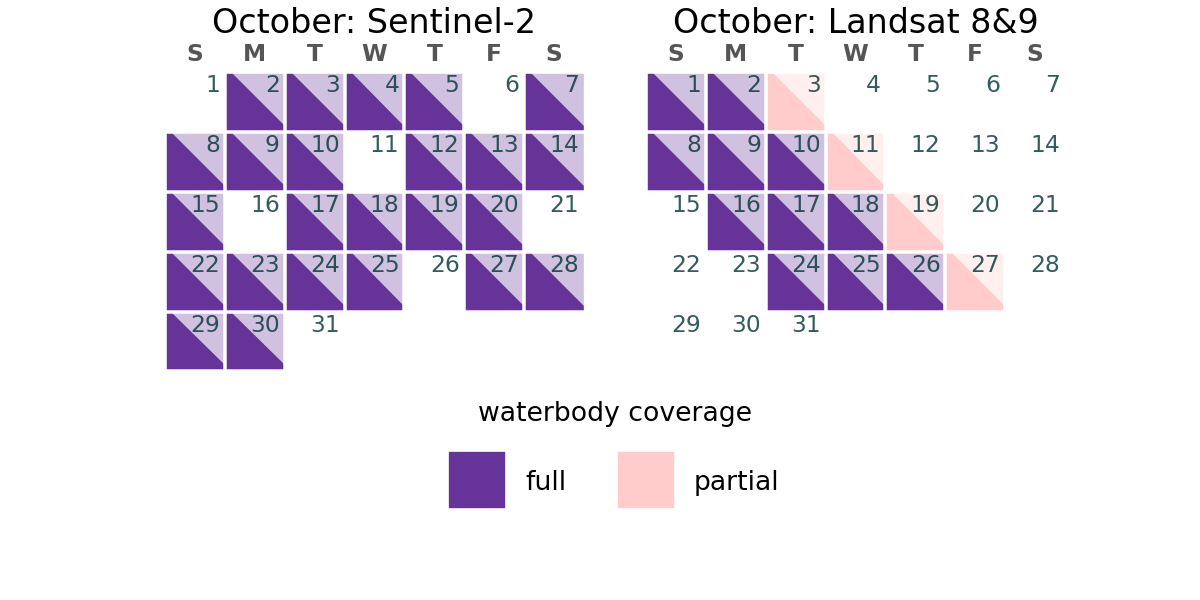 October: Sentinel-2
S M T W T F S
1 2 3 4 5 6 7
8 9 10 11 12 13 14
15 16 17 18 19 20 21
22 23 24 25 26 27 28
29 30 31
October: Landsat 8&9
S M T W T F S
1 2 3 4 5 6 7
8 9 10 11 12 13 14
15 16 17 18 19 20 21
22 23 24 25 26 27 28
29 30 31
waterbody coverage
full
partial